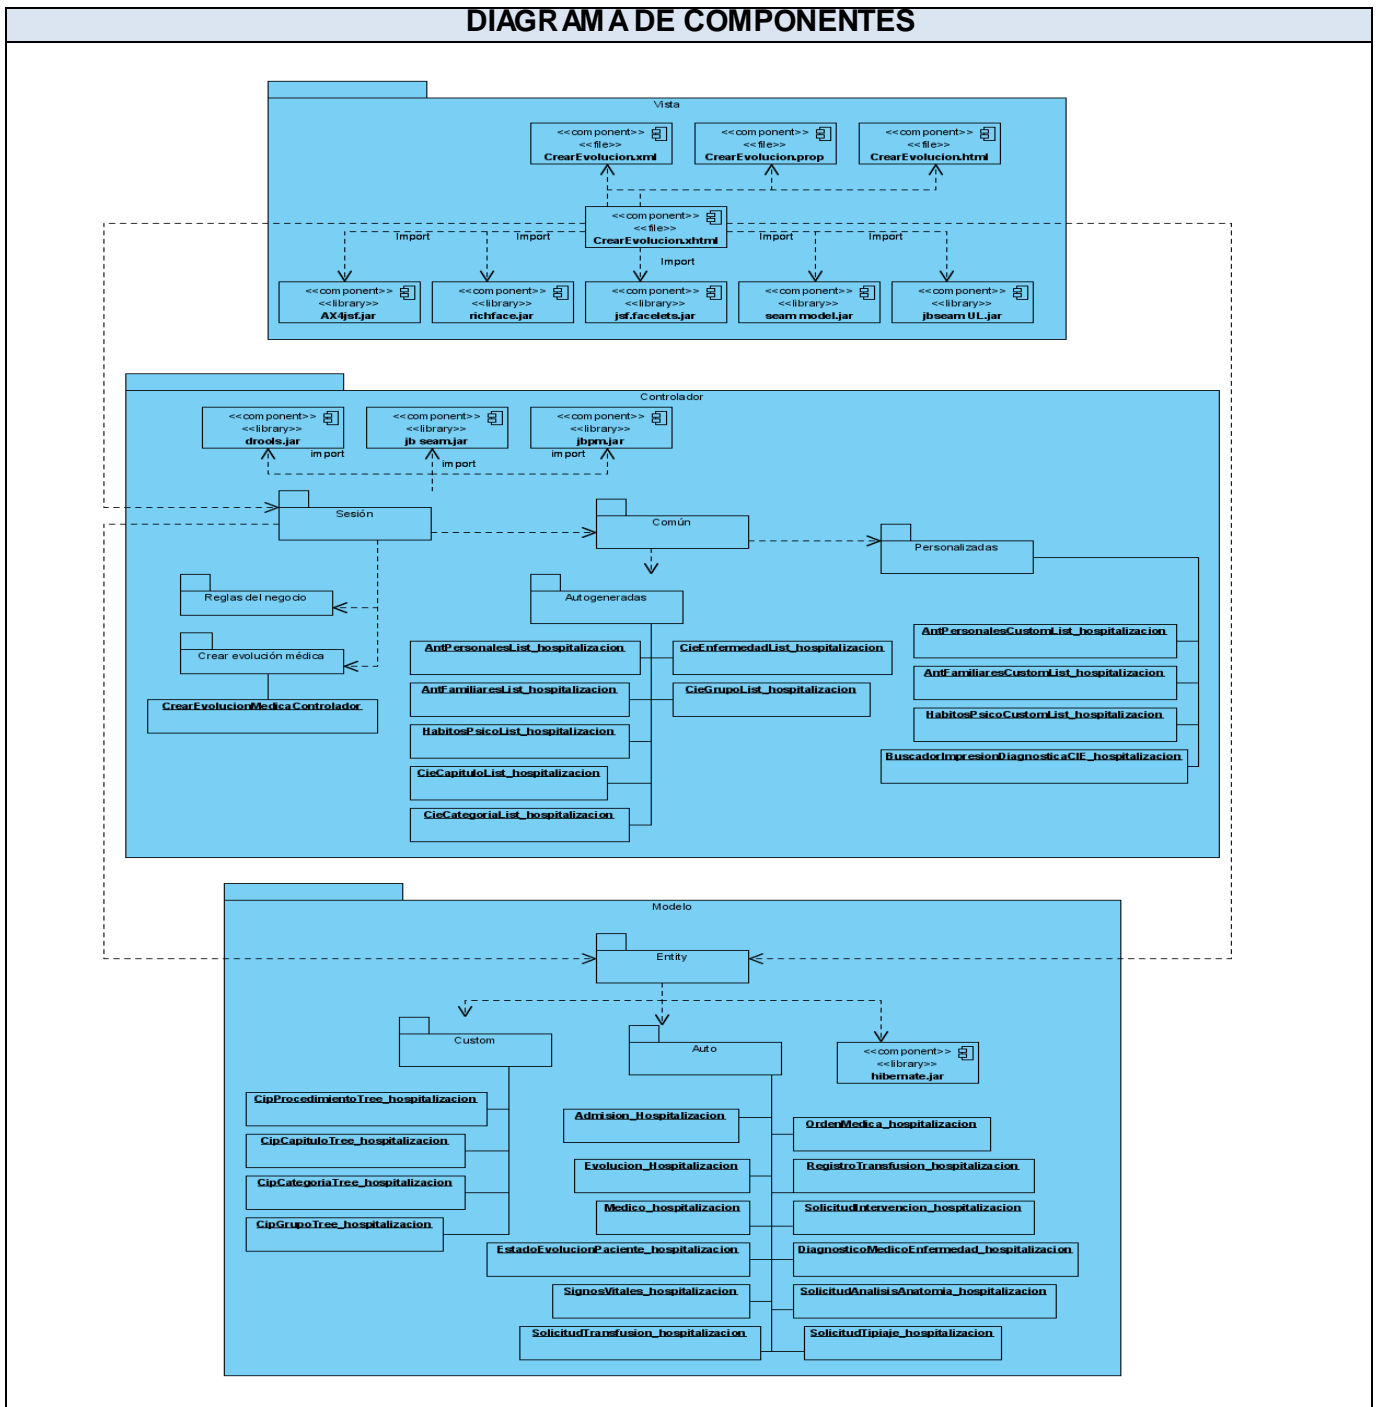 DIAGRAMA DE COMPONENTES
Vista
<<component>>
<<file>>
CrearEvolucion.xml
<<component>>
<<file>>
CrearEvolucion.prop
<<component>>
<<file>>
CrearEvolucion.html
<<component>>
<<file>>
CrearEvolucion.xhtml
Import
Import
Import
Import
Import
<<component>>
<<library>>
AX4jsf.jar
<<component>>
<<library>>
richface.jar
<<component>>
<<library>>
jsf.facelets.jar
<<component>>
<<library>>
seam model.jar
<<component>>
<<library>>
jbseam UL.jar
Controlador
<<component>>
<<library>>
drools.jar
<<component>>
<<library>>
jb seam.jar
<<component>>
<<library>>
jbpm.jar
import
import
import
Sesión
Común
Personalizadas
Reglas del negocio
Autogeneradas
Crear evolución médica
CrearEvolucionMedicaControlador
AntPersonalesList_hospitalizacion
CieEnfermedadList_hospitalizacion
AntFamiliaresList_hospitalizacion
CieGrupoList_hospitalizacion
HabitosPsicoList_hospitalizacion
CieCapituloList_hospitalizacion
CieCategoriaList_hospitalizacion
AntPersonalesCustomList_hospitalizacion
AntFamiliaresCustomList_hospitalizacion
HabitosPsicoCustomList_hospitalizacion
BuscadorImpresionDiagnosticaCIE_hospitalizacion
Modelo
Entity
Custom
Auto
<<component>>
<<library>>
hibernate.jar
CipProcedimientoTree_hospitalizacion
CipCapituloTree_hospitalizacion
CipCategoriaTree_hospitalizacion
CipGrupoTree_hospitalizacion
Admision_Hospitalizacion
OrdenMedica_hospitalizacion
Evolucion_Hospitalizacion
RegistroTransfusion_hospitalizacion
Medico_hospitalizacion
SolicitudIntervencion_hospitalizacion
EstadoEvolucionPaciente_hospitalizacion
DiagnosticoMedicoEnfermedad_hospitalizacion
SignosVitales_hospitalizacion
SolicitudAnalisisAnatomia_hospitalizacion
SolicitudTransfusion_hospitalizacion
SolicitudTipiaje_hospitalizacion